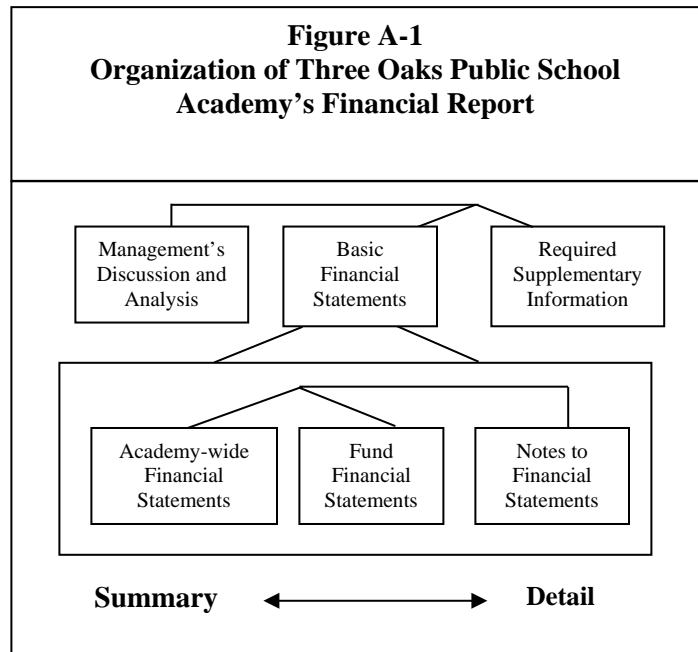 Figure A-1
Organization of Three Oaks Public School
Academy’s Financial Report
Management’s
Discussion and
Analysis
Basic
Financial
Statements
Required
Supplementary
Information
Academy-wide
Financial
Statements
Fund
Financial
Statements
Notes to
Financial
Statements
Summary
Detail